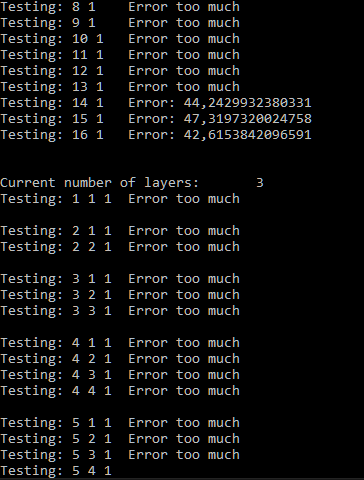 Testing: 8 1 Error too much
Testing: 9 1 Error too much
Testing: 10 1 Error too much
Testing: 11 1 Error too much
Testing: 12 1 Error too much
Testing: 13 1 Error too much
Testing: 14 1 Error: 44,2429932380331
Testing: 15 1 Error: 47,3197320024758
Testing: 16 1 Error: 42,6153842096591
Current number of layers: 3
Testing: 1 1 1 Error too much
Testing: 2 1 1 Error too much
Testing: 2 2 1 Error too much
Testing: 3 1 1 Error too much
Testing: 3 2 1 Error too much
Testing: 3 3 1 Error too much
Testing: 4 1 1 Error too much
Testing: 4 2 1 Error too much
Testing: 4 3 1 Error too much
Testing: 4 4 1 Error too much
Testing: 5 1 1 Error too much
Testing: 5 2 1 Error too much
Testing: 5 3 1 Error too much
Testing: 5 4 1